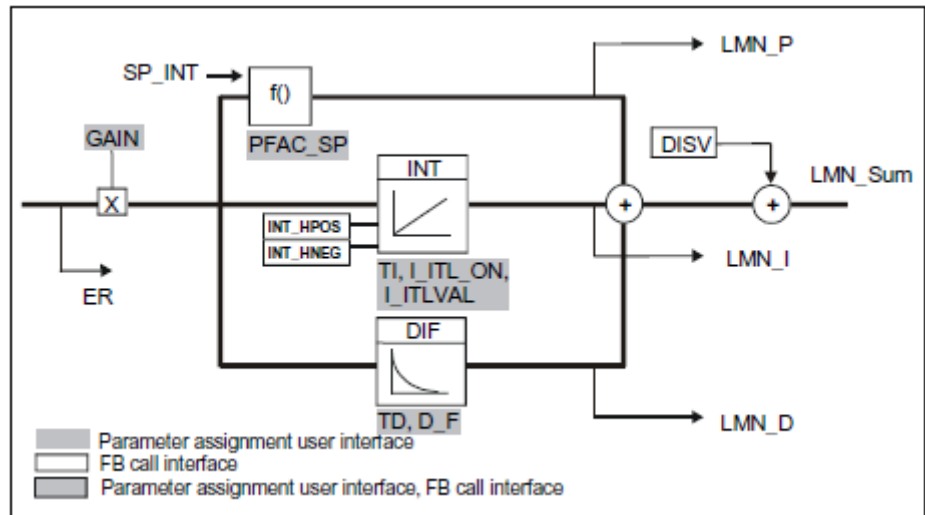 LMN_P
SP_INT
f()
PFAC_SP
GAIN
X
INT
DISV
LMN_Sum
+
+
INT_HPOS
INT_HNEG
LMN_I
ER
TI, I_ITL_ON,
I_ITLVAL
DIF
TD, D_F
LMN_D
Parameter assignment user interface
FB call interface
Parameter assignment user interface, FB call interface